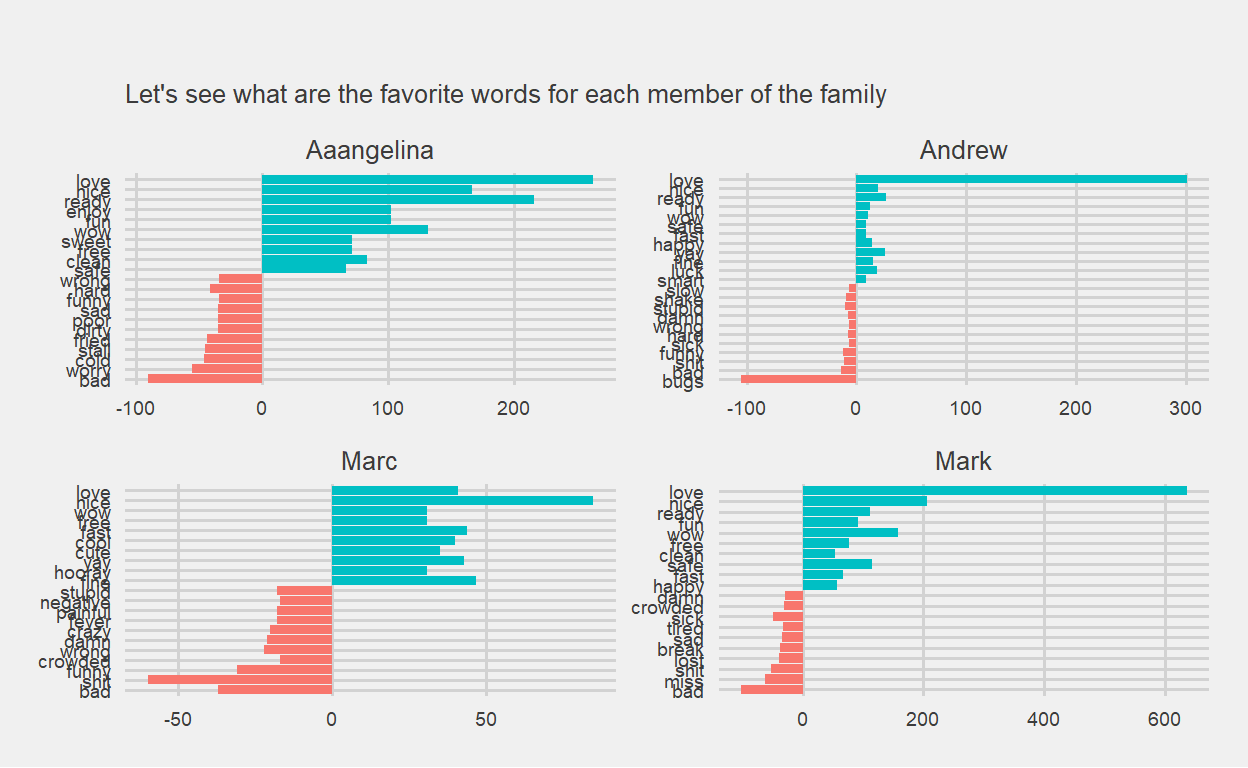 Let's see what are the favorite words for each member of the family
Aaangelina
love
nice
ready
enjoy
fun
wow
sweet
free
clean
safe
wrong
hard
funny
sad
poor
dirty
fried
stall
cold
worry
bad
-100 0 100 200
Andrew
love
nice
ready
fun
wow
safe
fast
happy
yay
fine
luck
smart
slow
shake
stupid
damn
wrong
hard
sick
funny
shit
bad
bugs
-100 0 100 200 300
Marc
love
nice
wow
free
fast
cool
cute
yay
hooray
fine
stupid
negative
painful
fever
crazy
damn
wrong
crowded
funny
shit
bad
-50 0 50
Mark
love
nice
ready
fun
wow
free
clean
safe
fast
happy
damn
crowded
sick
tired
sad
break
lost
shit
miss
bad
0 200 400 600